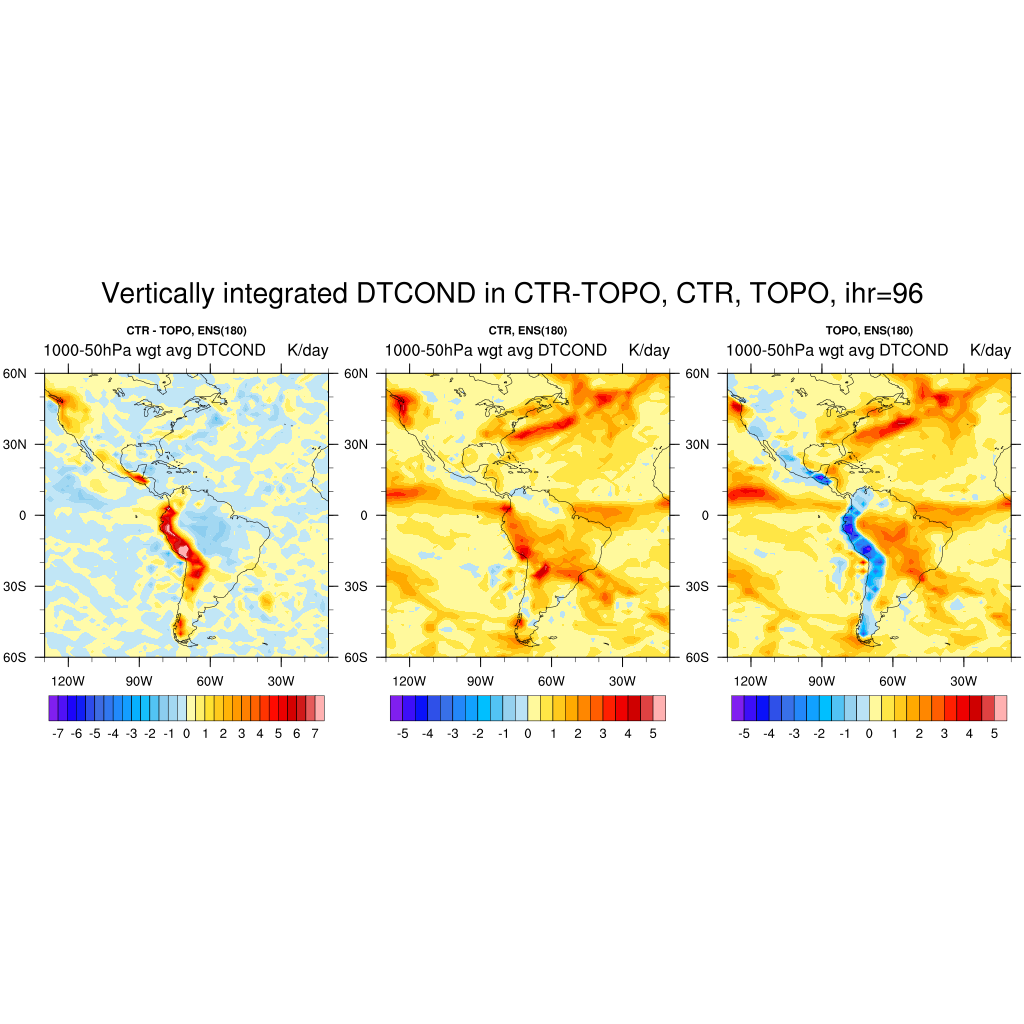 Vertically integrated DTCOND in CTR-TOPO, CTR, TOPO, ihr=96
CTR - TOPO, ENS(180)
1000-50hPa wgt avg DTCOND K/day
60N
30N
0
30S
60S
120W 90W 60W 30W
-7 -6 -5 -4 -3 -2 -1 0 1 2 3 4 5 6 7
CTR, ENS(180)
1000-50hPa wgt avg DTCOND K/day
60N
30N
0
30S
60S
120W 90W 60W 30W
-5 -4 -3 -2 -1 0 1 2 3 4 5
TOPO, ENS(180)
1000-50hPa wgt avg DTCOND K/day
60N
30N
0
30S
60S
120W 90W 60W 30W
-5 -4 -3 -2 -1 0 1 2 3 4 5